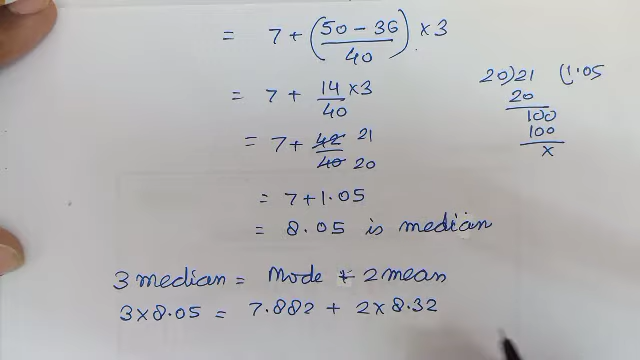 = 7 + (50 - 36 / 40) × 3
= 7 + 14/40 × 3
= 7 + 42/40 21/20
= 7 + 1.05
= 8.05 is median
20)21(1.05
20
100
100
x
3 median = Mode + 2 mean
3 × 8.05 = 7.882 + 2 × 8.32